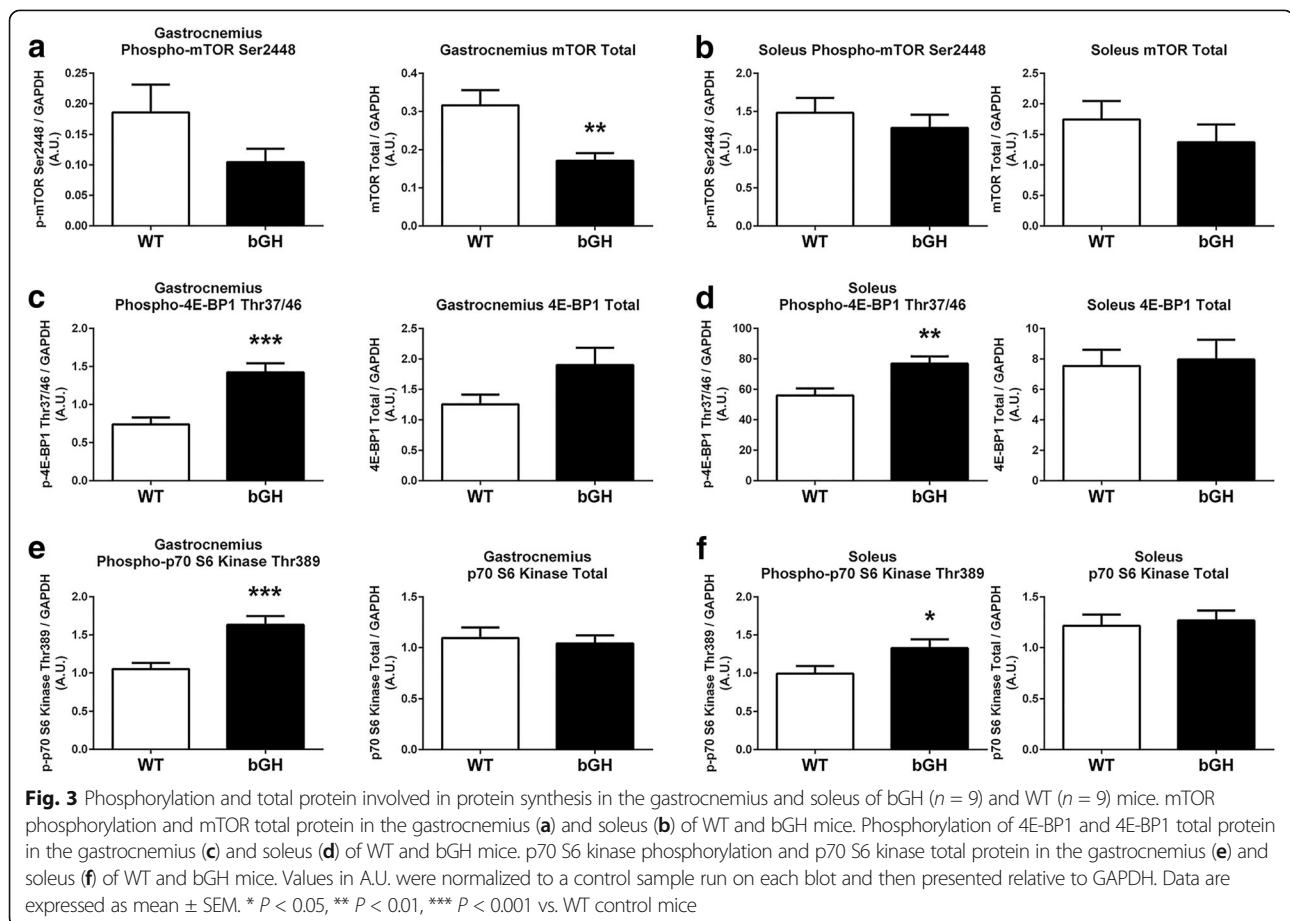 a
Gastrocnemius
Phospho-mTOR Ser2448
p-mTOR Ser2448 / GAPDH
(A.U.)
0.25
0.20
0.15
0.10
0.05
0.00
WT
bGH
Gastrocnemius mTOR Total
mTOR Total / GAPDH
(A.U.)
0.4
0.3
0.2
0.1
0.0
**
WT
bGH
b
Soleus Phospho-mTOR Ser2448
p-mTOR Ser2448 / GAPDH
(A.U.)
2.0
1.5
1.0
0.5
0.0
WT
bGH
Soleus mTOR Total
mTOR Total / GAPDH
(A.U.)
2.5
2.0
1.5
1.0
0.5
0.0
WT
bGH
c
Gastrocnemius
Phospho-4E-BP1 Thr37/46
p-4E-BP1 Thr37/46 / GAPDH
(A.U.)
2.0
1.5
1.0
0.5
0.0
***
WT
bGH
Gastrocnemius 4E-BP1 Total
4E-BP1 Total / GAPDH
(A.U.)
2.5
2.0
1.5
1.0
0.5
0.0
WT
bGH
d
Soleus
Phospho-4E-BP1 Thr37/46
p-4E-BP1 Thr37/46 / GAPDH
(A.U.)
100
80
60
40
20
0
**
WT
bGH
Soleus 4E-BP1 Total
4E-BP1 Total / GAPDH
(A.U.)
10
8
6
4
2
0
WT
bGH
e
Gastrocnemius
Phospho-p70 S6 Kinase Thr389
p-p70 S6 Kinase Thr389 / GAPDH
(A.U.)
2.0
1.5
1.0
0.5
0.0
***
WT
bGH
Gastrocnemius
p70 S6 Kinase Total
p70 S6 Kinase Total / GAPDH
(A.U.)
1.5
1.0
0.5
0.0
WT
bGH
f
Soleus
Phospho-p70 S6 Kinase Thr389
p-p70 S6 Kinase Thr389 / GAPDH
(A.U.)
2.0
1.5
1.0
0.5
0.0
*
WT
bGH
Soleus
p70 S6 Kinase Total
p70 S6 Kinase Total / GAPDH
(A.U.)
1.5
1.0
0.5
0.0
WT
bGH
Fig. 3 Phosphorylation and total protein involved in protein synthesis in the gastrocnemius and soleus of bGH (n = 9) and WT (n = 9) mice. mTOR
phosphorylation and mTOR total protein in the gastrocnemius (a) and soleus (b) of WT and bGH mice. Phosphorylation of 4E-BP1 and 4E-BP1 total protein
in the gastrocnemius (c) and soleus (d) of WT and bGH mice. p70 S6 kinase phosphorylation and p70 S6 kinase total protein in the gastrocnemius (e) and
soleus (f) of WT and bGH mice. Values in A.U. were normalized to a control sample run on each blot and then presented relative to GAPDH. Data are
expressed as mean ± SEM. * P < 0.05, ** P < 0.01, *** P < 0.001 vs. WT control mice